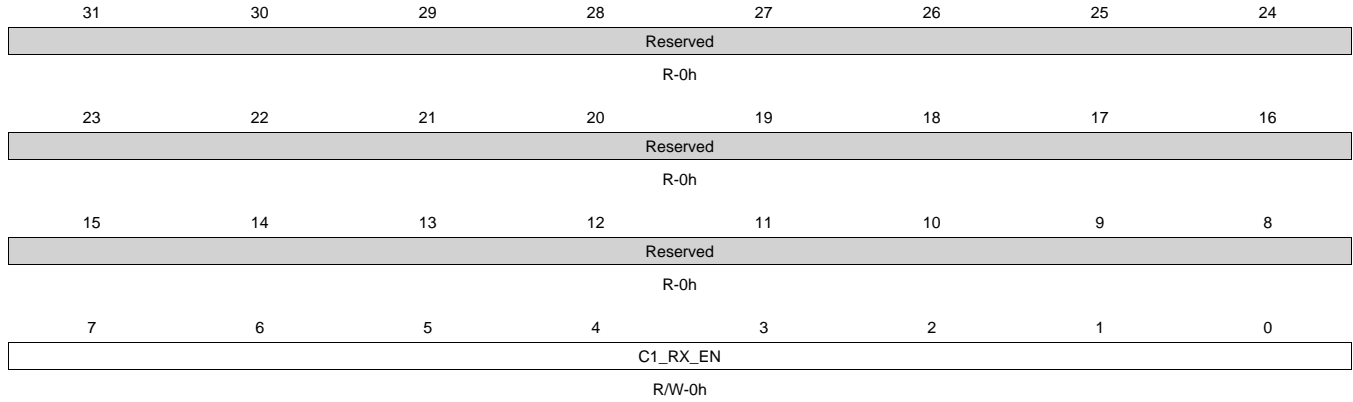 31 30 29 28 27 26 25 24
Reserved
R-0h
23 22 21 20 19 18 17 16
Reserved
R-0h
15 14 13 12 11 10 9 8
Reserved
R-0h
7 6 5 4 3 2 1 0
C1_RX_EN
R/W-0h